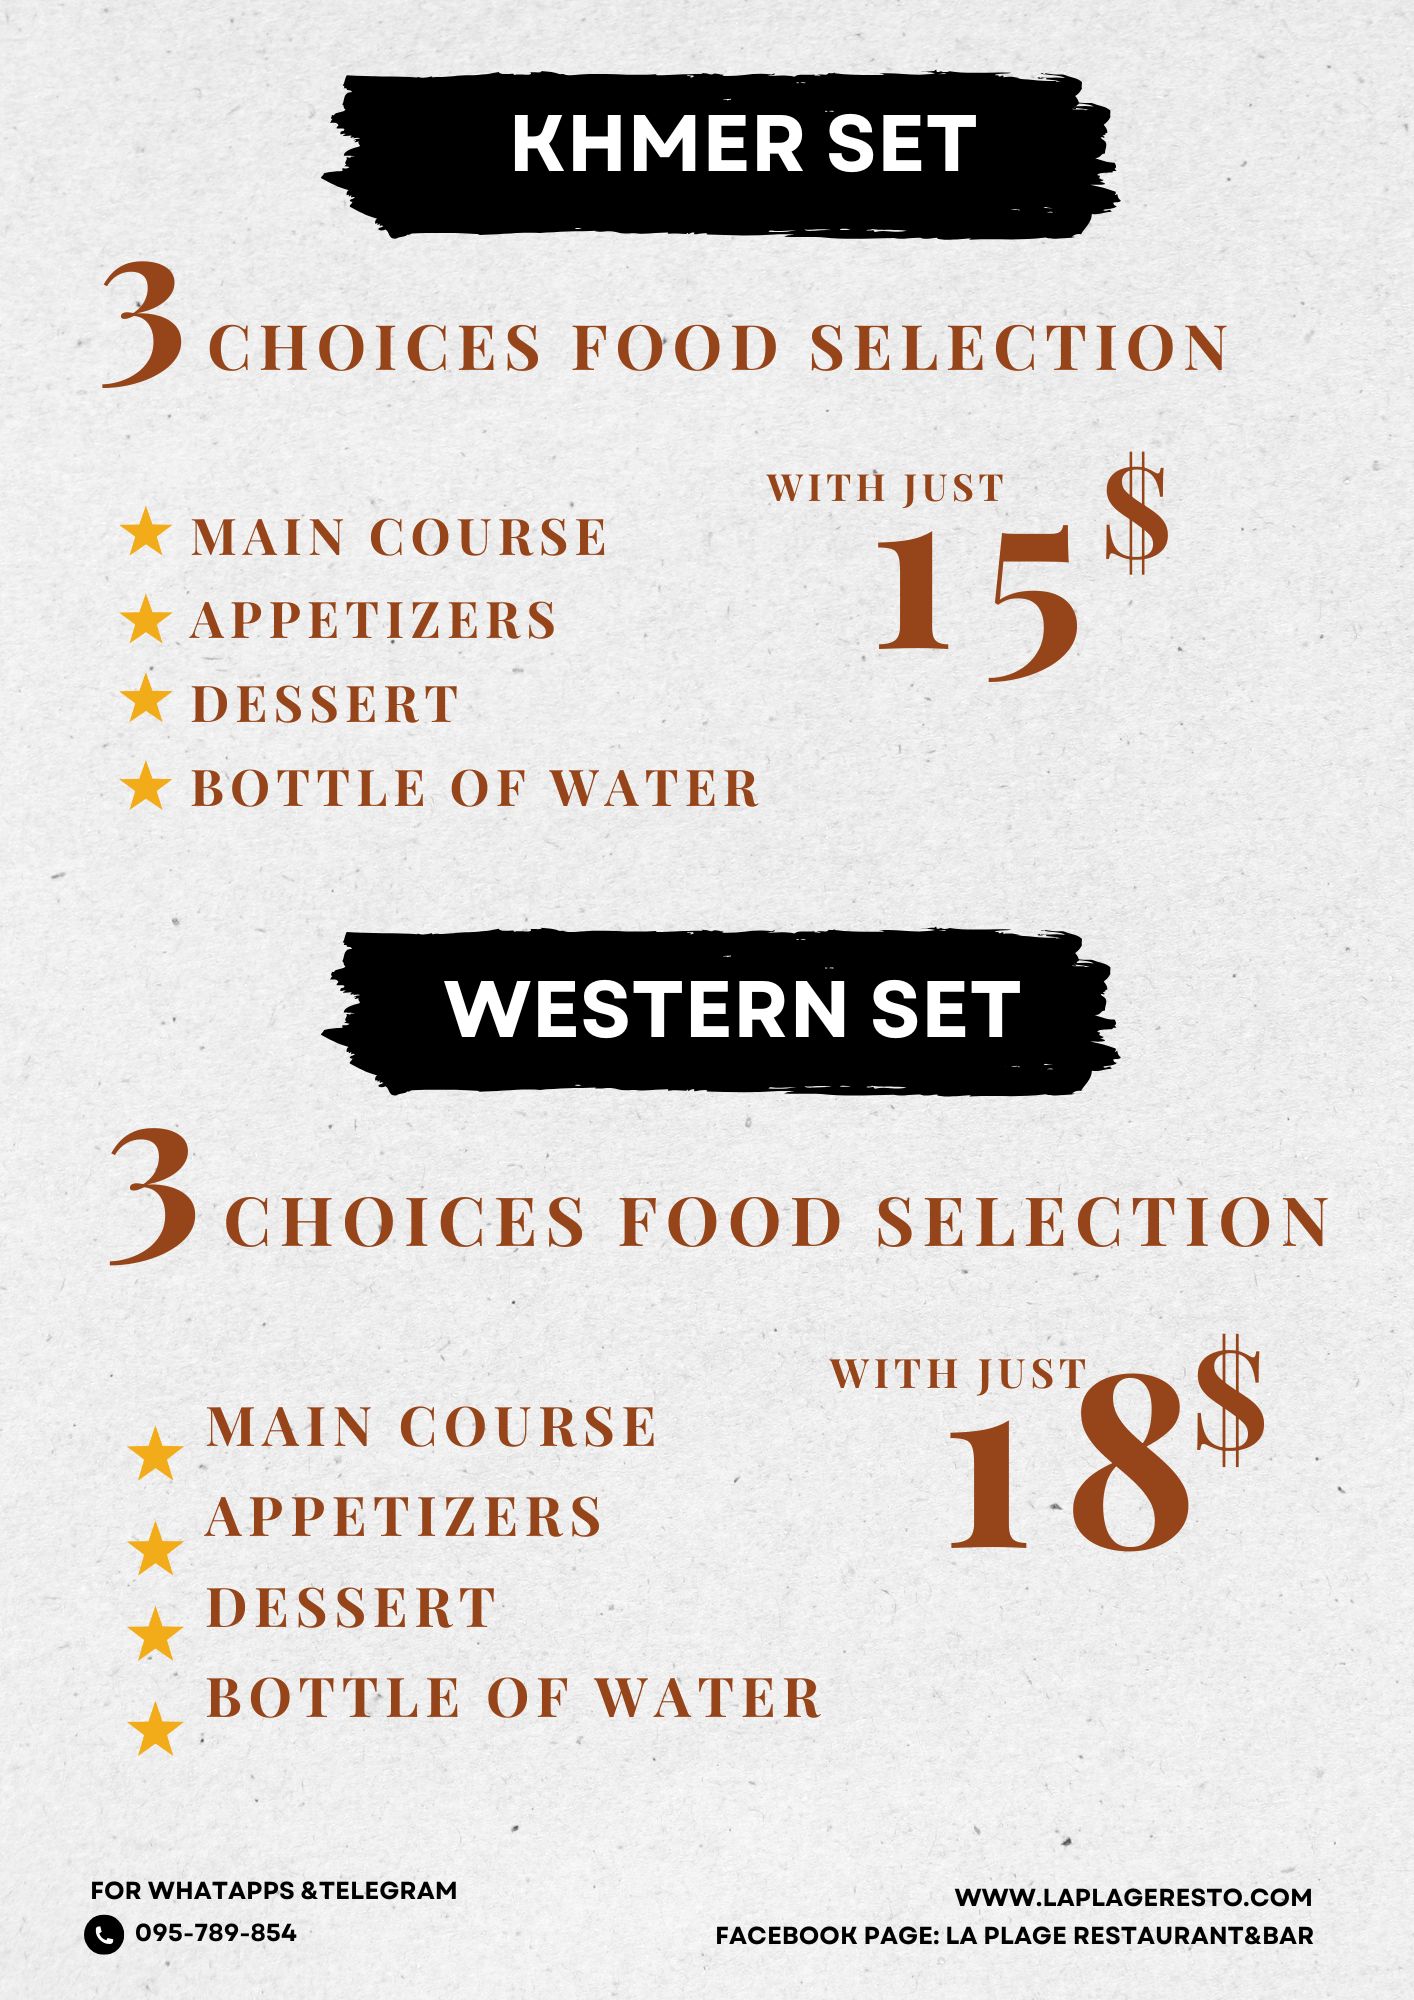 KHMER SET
3 CHOICES FOOD SELECTION
WITH JUST
15$
MAIN COURSE
APPETIZERS
DESSERT
BOTTLE OF WATER
WESTERN SET
3 CHOICES FOOD SELECTION
WITH JUST
18$
MAIN COURSE
APPETIZERS
DESSERT
BOTTLE OF WATER
FOR WHATAPPS &TELEGRAM
095-789-854
WWW.LAPLAGERESTO.COM
FACEBOOK PAGE: LA PLAGE RESTAURANT&BAR